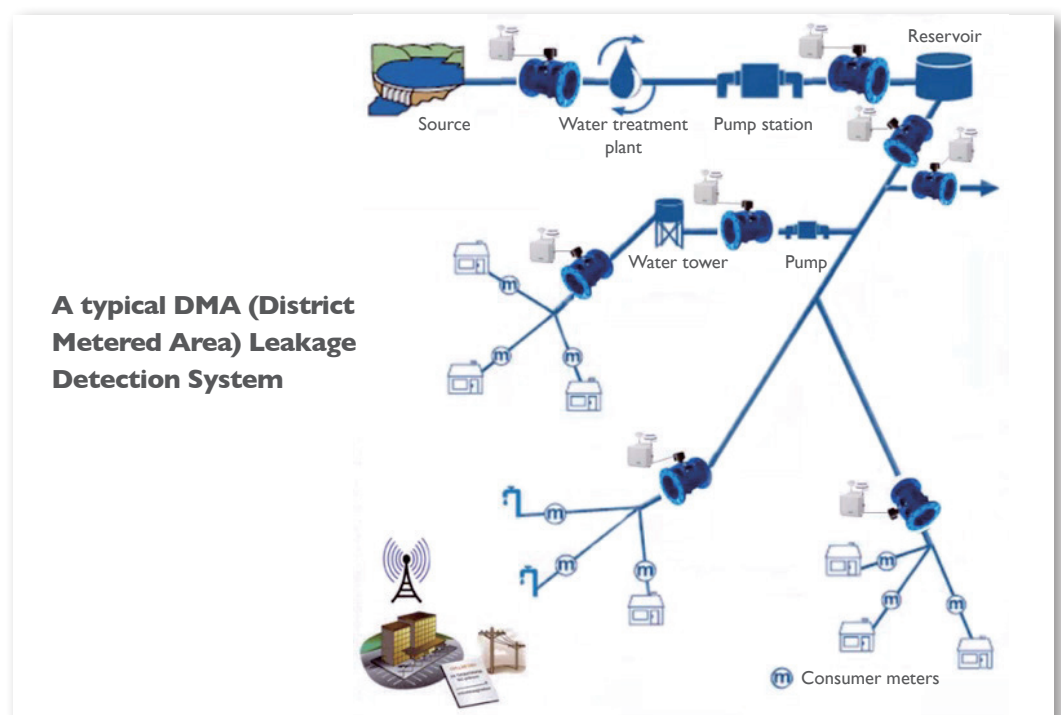 Reservoir
Source
Water treatment
plant
Pump station
Water tower
Pump
A typical DMA (District
Metered Area) Leakage
Detection System
m
m
m
m
m
m
m
m
m
m Consumer meters